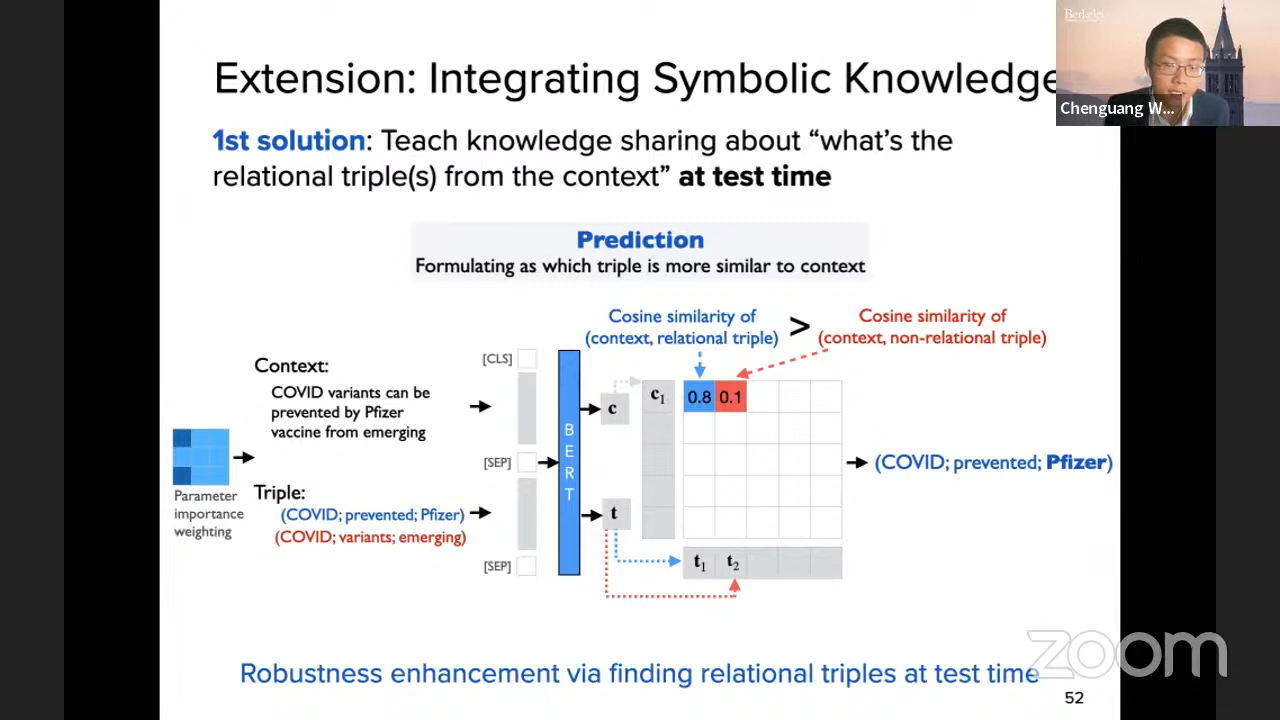 Extension: Integrating Symbolic Knowledge
Berkeley
Chenguang W...
1st solution: Teach knowledge sharing about “what’s the
relational triple(s) from the context” at test time
Prediction
Formulating as which triple is more similar to context
Cosine similarity of
(context, relational triple)
>
Cosine similarity of
(context, non-relational triple)
Context:
COVID variants can be
prevented by Pfizer
vaccine from emerging
Parameter
importance
weighting
Triple:
(COVID; prevented; Pfizer)
(COVID; variants; emerging)
[CLS]
[SEP]
[SEP]
BERT
c
t
c1
0.8 0.1
t1 t2
(COVID; prevented; Pfizer)
Robustness enhancement via finding relational triples at test time
zoom
52